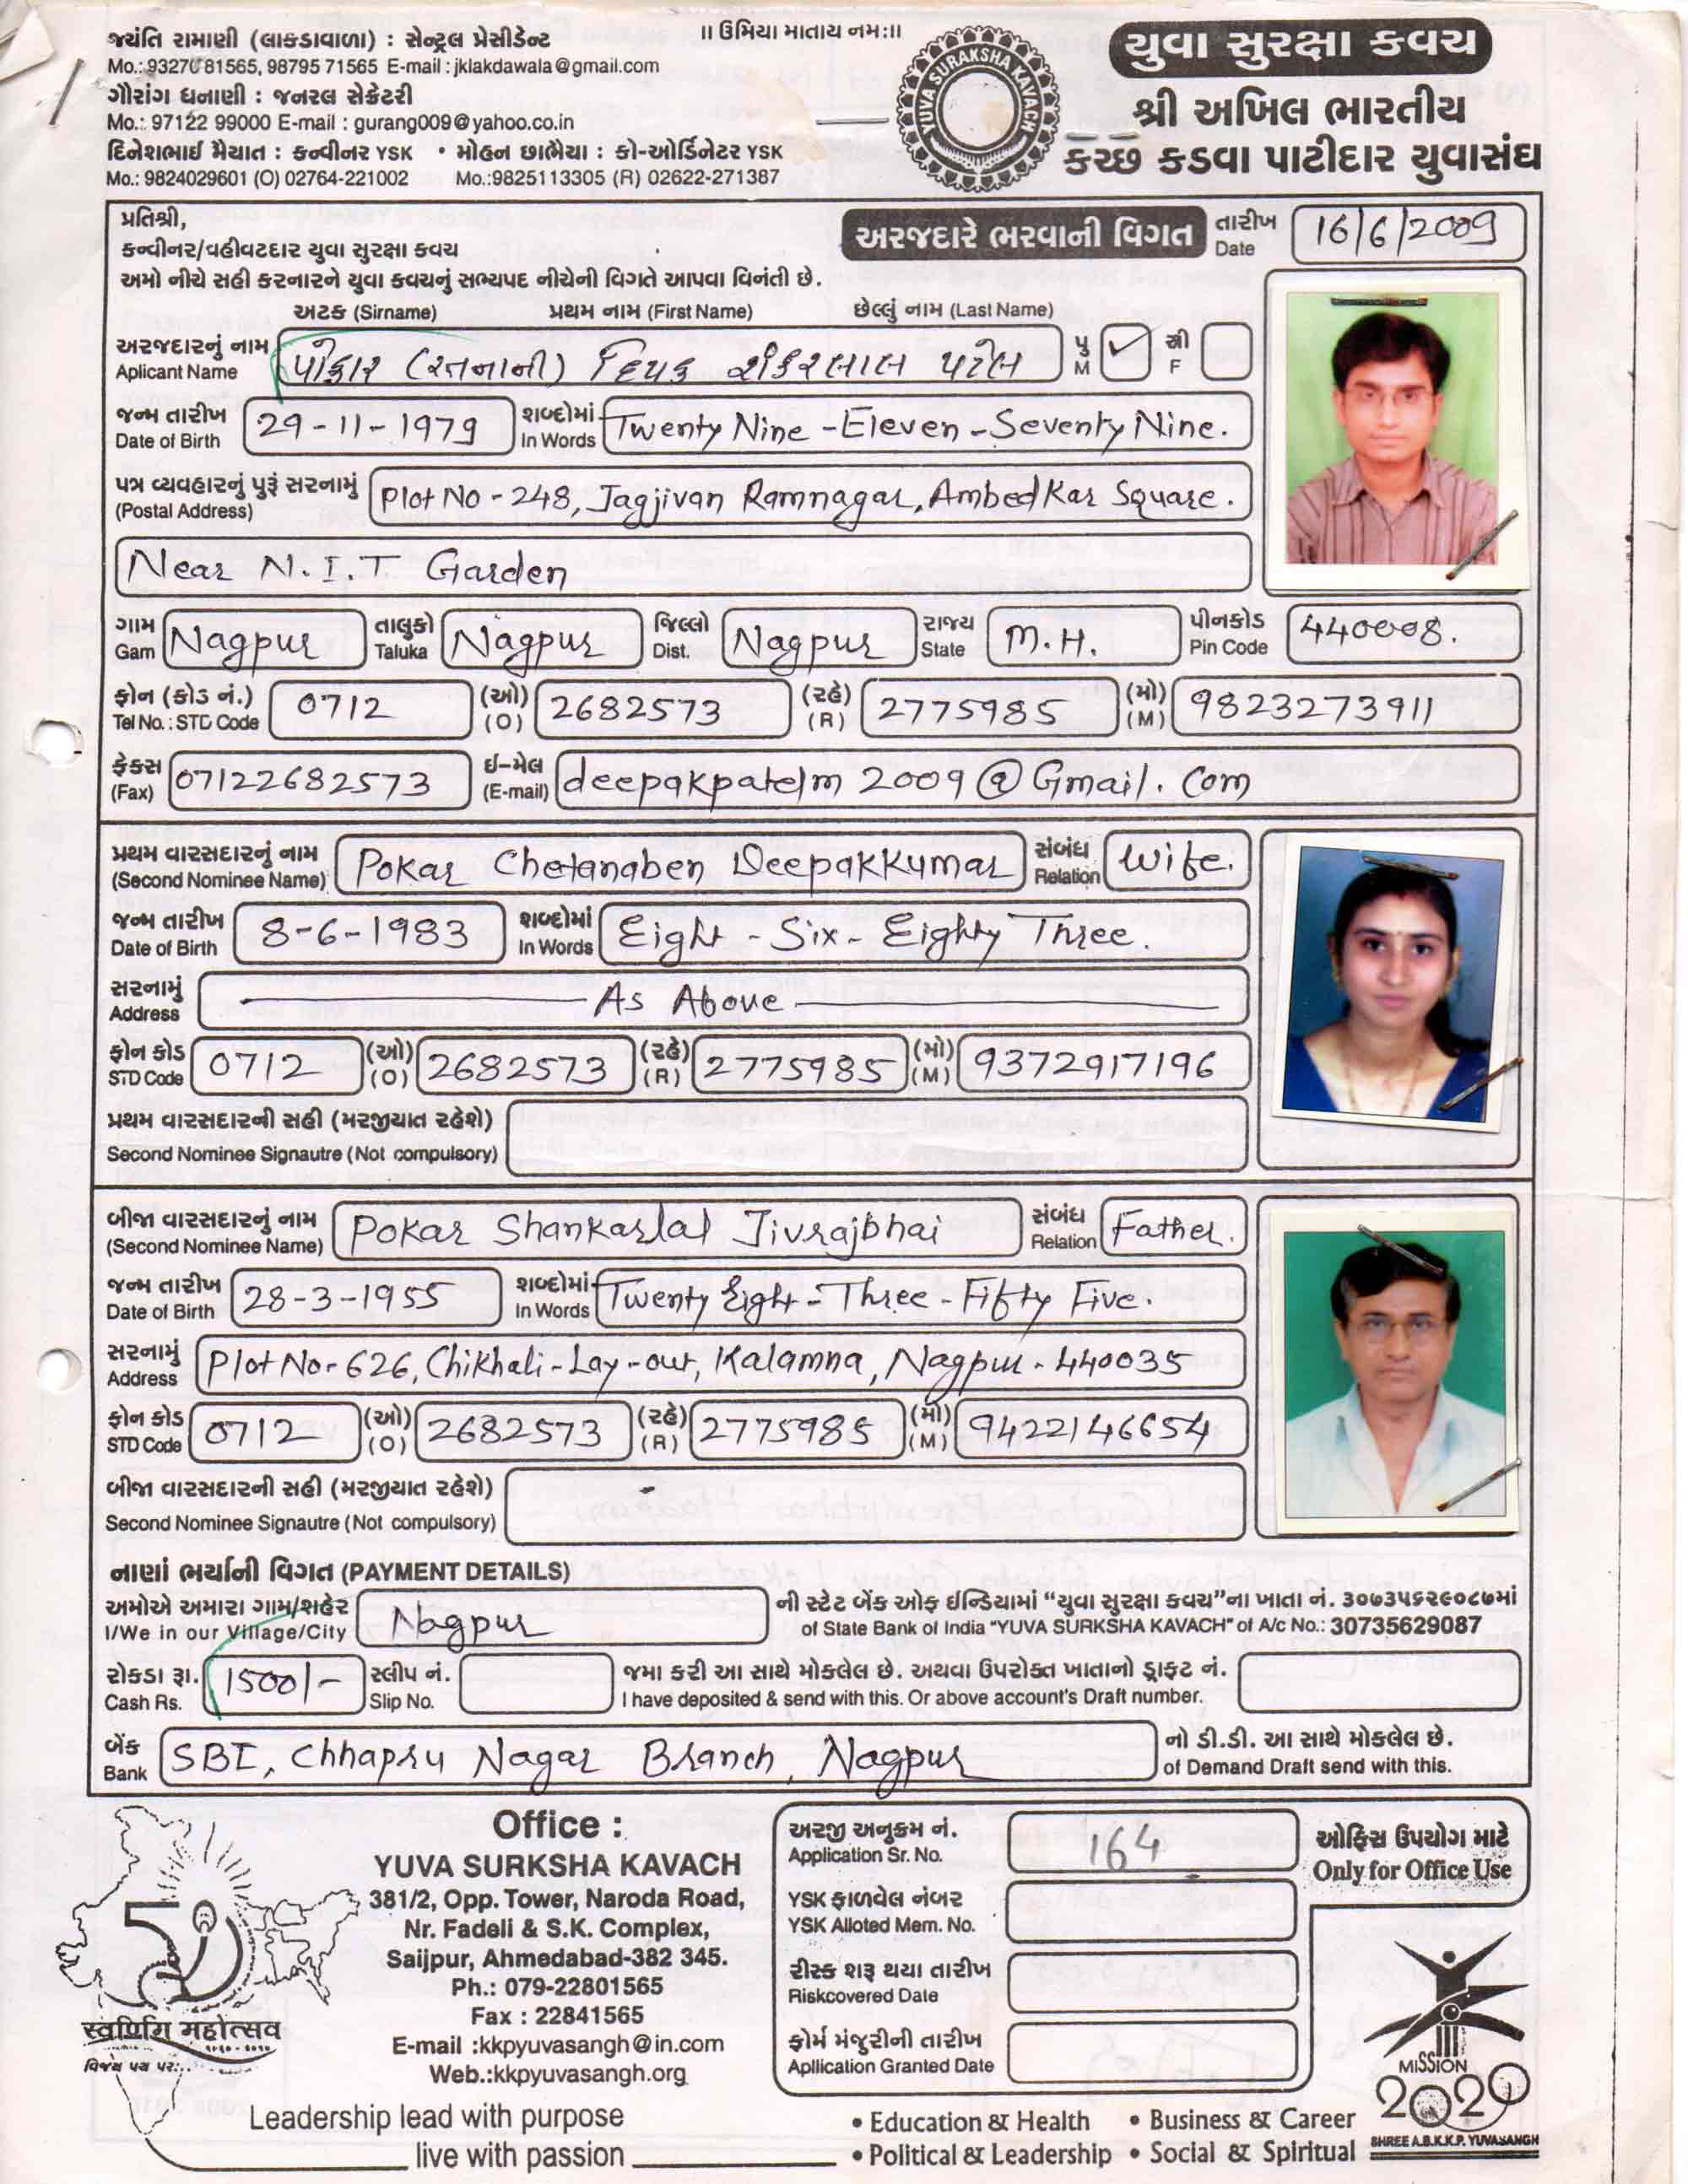 ॥ ઉમિયા માતાય નમઃ॥
જયંતિ રામાણી (લાકડાવાળા) : સેન્ટ્રલ પ્રેસીડેન્ટ
Mo.: 93270 81565, 98795 71565 E-mail : jklakdawala@gmail.com
ગૌરાંગ ધનાણી : જનરલ સેક્રેટરી
Mo.: 97122 99000 E-mail : gurang009@yahoo.co.in
દિનેશભાઈ મૈયાત : કન્વીનર YSK • મોહન છાભૈયા : કો-ઓર્ડિનેટર YSK
Mo.: 9824029601 (O) 02764-221002 Mo.:9825113305 (R) 02622-271387
YUVA SURAKSHA KAVACH
યુવા સુરક્ષા કવચ
શ્રી અખિલ ભારતીય
કચ્છ કડવા પાટીદાર યુવાસંઘ
પ્રતિશ્રી,
કન્વીનર/વહીવટદાર યુવા સુરક્ષા કવચ
અરજદારે ભરવાની વિગત તારીખ Date 16/6/2009
અમો નીચે સહી કરનારને યુવા કવચનું સભ્યપદ નીચેની વિગતે આપવા વિનંતી છે.
અટક (Sirname) પ્રથમ નામ (First Name) છેલ્લું નામ (Last Name)
અરજદારનું નામ Aplicant Name પોકાર (રતનાની) દિપક શંકરલાલ પટેલ પુ M ✓ સ્રી F
જન્મ તારીખ Date of Birth 29-11-1979 શબ્દોમાં In Words Twenty Nine - Eleven - Seventy Nine.
પત્ર વ્યવહારનું પુરૂં સરનામું (Postal Address) Plot No - 248, Jagjivan Ramnagar, Ambedkar Square.
Near N.I.T Garden
ગામ Gam Nagpur તાલુકો Taluka Nagpur જિલ્લો Dist. Nagpur રાજ્ય State M.H. પીનકોડ Pin Code 440008.
ફોન (કોડ નં.) Tel No.: STD Code 0712 (ઓ) (O) 2682573 (રહે) (R) 2775985 (મો) (M) 9823273911
ફેક્સ (Fax) 07122682573 ઈ-મેલ (E-mail) deepakpatelm2009@Gmail.Com
પ્રથમ વારસદારનું નામ (Second Nominee Name) Pokar Chetanaben Deepakkumar સંબંધ Relation Wife.
જન્મ તારીખ Date of Birth 8-6-1983 શબ્દોમાં In Words Eight - Six - Eighty Three.
સરનામું Address As Above
ફોન કોડ STD Code 0712 (ઓ) (O) 2682573 (રહે) (R) 2775985 (મો) (M) 9372917196
પ્રથમ વારસદારની સહી (મરજીયાત રહેશે)
Second Nominee Signautre (Not compulsory)
બીજા વારસદારનું નામ (Second Nominee Name) Pokar Shankarlal Jivrajbhai સંબંધ Relation Father.
જન્મ તારીખ Date of Birth 28-3-1955 શબ્દોમાં In Words Twenty Eight - Three - Fifty Five.
સરનામું Address Plot No-626, Chikhali-Lay-out, Kalamna, Nagpur - 440035
ફોન કોડ STD Code 0712 (ઓ) (O) 2682573 (રહે) (R) 2775985 (મો) (M) 9422146654
બીજા વારસદારની સહી (મરજીયાત રહેશે)
Second Nominee Signautre (Not compulsory)
નાણાં ભર્યાની વિગત (PAYMENT DETAILS)
અમોએ અમારા ગામ/શહેર Nagpur ની સ્ટેટ બેંક ઓફ ઈન્ડિયામાં “યુવા સુરક્ષા કવચ”ના ખાતા નં. ૩૦૭૩૫૬૨૯૦૮૭માં
I/We in our Village/City of State Bank of India "YUVA SURKSHA KAVACH" of A/c No.: 30735629087
રોકડા રૂા. 1500/- સ્લીપ નં. જમા કરી આ સાથે મોકલેલ છે. અથવા ઉપરોક્ત ખાતાનો ડ્રાફ્ટ નં.
Cash Rs. Slip No. I have deposited & send with this. Or above account's Draft number.
બેંક Bank SBI, Chhapru Nagar Branch, Nagpur નો ડી.ડી. આ સાથે મોકલેલ છે.
of Demand Draft send with this.
Office :
YUVA SURKSHA KAVACH
381/2, Opp. Tower, Naroda Road,
Nr. Fadeli & S.K. Complex,
Saijpur, Ahmedabad-382 345.
Ph.: 079-22801565
Fax : 22841565
E-mail :kkpyuvasangh@in.com
Web.:kkpyuvasangh.org
અરજી અનુક્રમ નં. 164
Application Sr. No.
YSK ફાળવેલ નંબર
YSK Alloted Mem. No.
રીસ્ક શરૂ થયા તારીખ
Riskcovered Date
ફોર્મ મંજુરીની તારીખ
Apllication Granted Date
ઓફિસ ઉપયોગ માટે
Only for Office Use
50
स्वर्णिम महोत्सव
MISSION
2020
SHREE A.B.K.K.P. YUVASANGH
Leadership lead with purpose
live with passion
• Education & Health • Business & Career
• Political & Leadership • Social & Spiritual